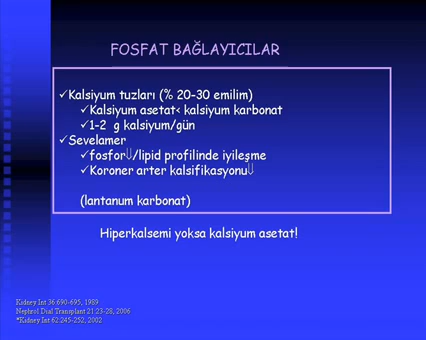 FOSFAT BAĞLAYICILAR
✓Kalsiyum tuzları (% 20-30 emilim)
✓Kalsiyum asetat< kalsiyum karbonat
✓1-2 g kalsiyum/gün
✓Sevelamer
✓fosfor⇓/lipid profilinde iyileşme
✓Koroner arter kalsifikasyonu⇓
(lantanum karbonat)
Hiperkalsemi yoksa kalsiyum asetat!
Kidney Int 36:690-695, 1989
Nephrol Dial Transplant 21:23-28, 2006
*Kidney Int 62:245-252, 2002